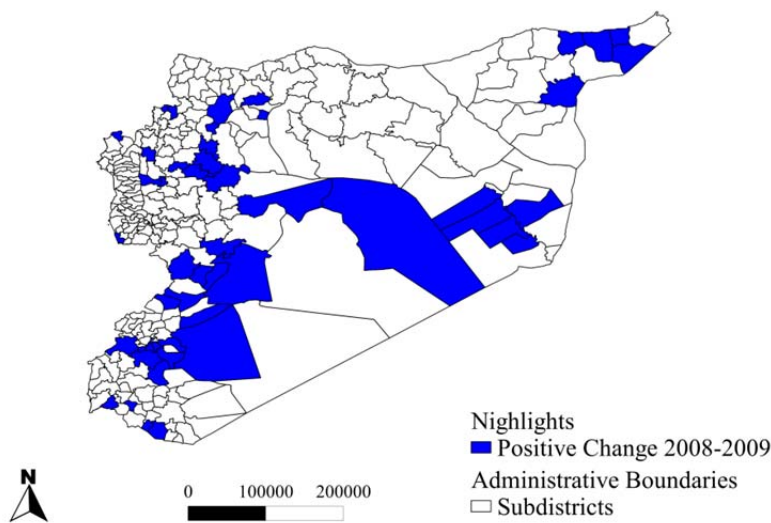 Nighlights
Positive Change 2008-2009
Administrative Boundaries
Subdistricts
N
0 100000 200000